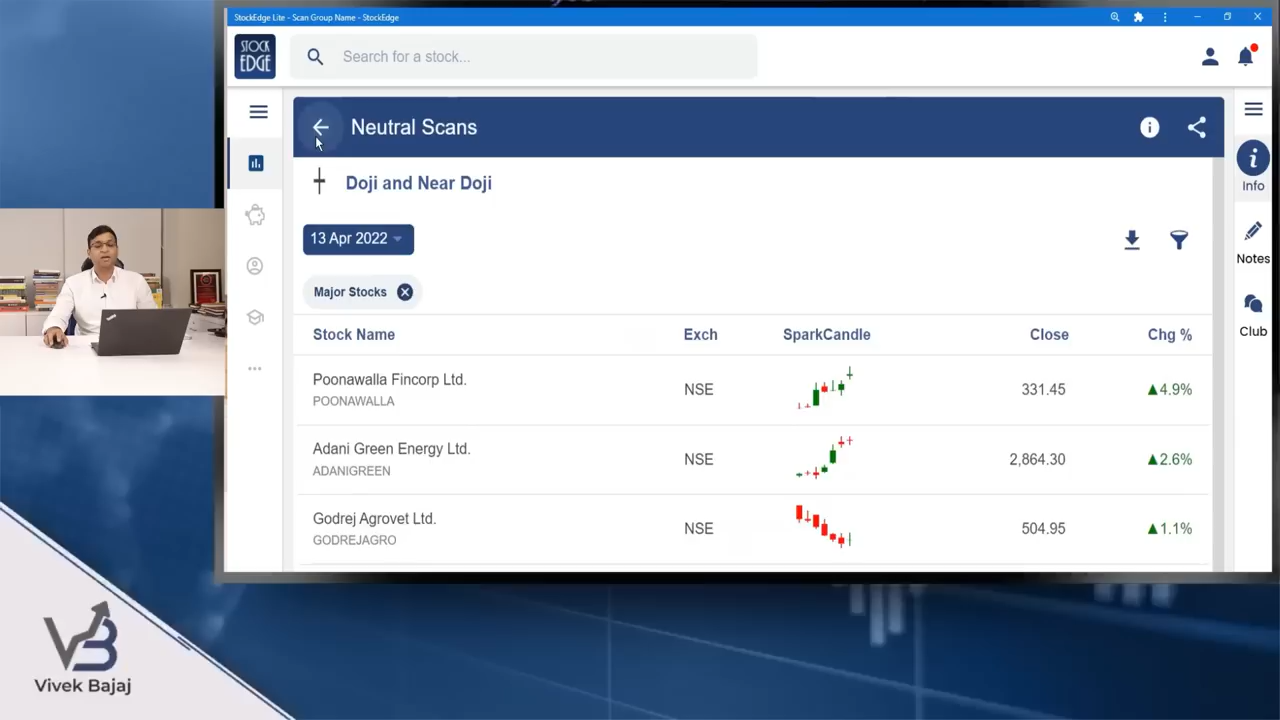 StockEdge Lite - Scan Group Name - StockEdge
STOCK
EDGE
Search for a stock...
Neutral Scans
Info
Doji and Near Doji
13 Apr 2022
Notes
Major Stocks
Club
Stock Name Exch SparkCandle Close Chg %
Poonawalla Fincorp Ltd. NSE 331.45 ▲4.9%
POONAWALLA
Adani Green Energy Ltd. NSE 2,864.30 ▲2.6%
ADANIGREEN
Godrej Agrovet Ltd. NSE 504.95 ▲1.1%
GODREJAGRO
VB
Vivek Bajaj